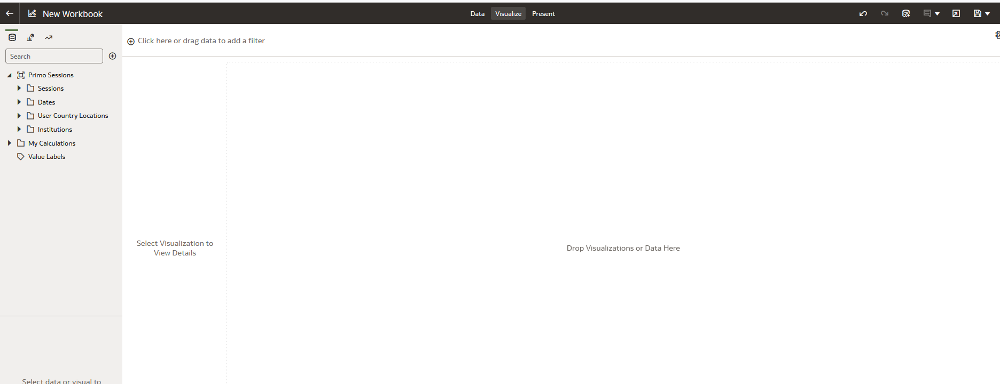 New Workbook
Data Visualize Present
Click here or drag data to add a filter
Search
Primo Sessions
Sessions
Dates
User Country Locations
Institutions
My Calculations
Value Labels
Select Visualization to
View Details
Drop Visualizations or Data Here
Select data or visual to